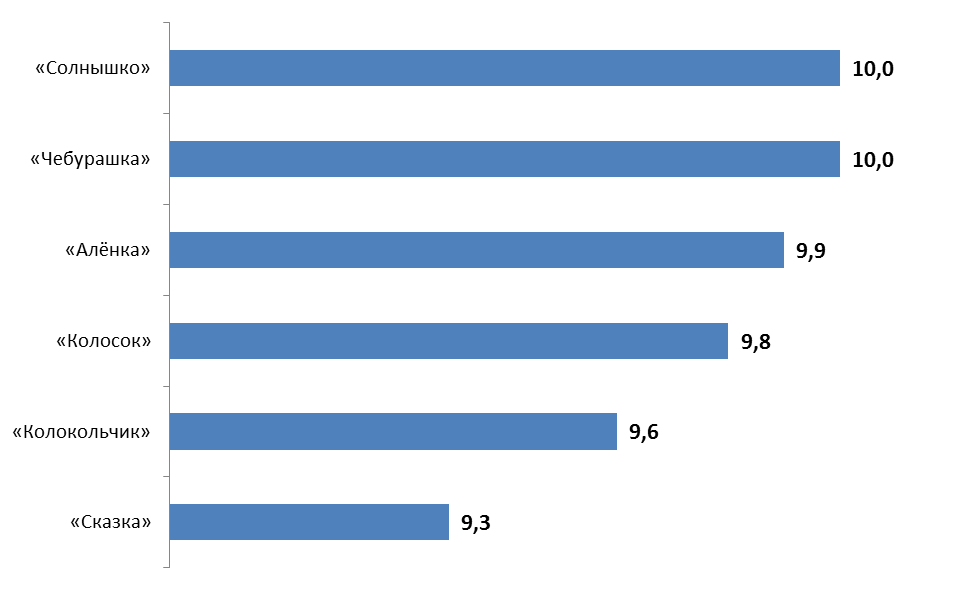 «Солнышко» 10,0
«Чебурашка» 10,0
«Алёнка» 9,9
«Колосок» 9,8
«Колокольчик» 9,6
«Сказка» 9,3